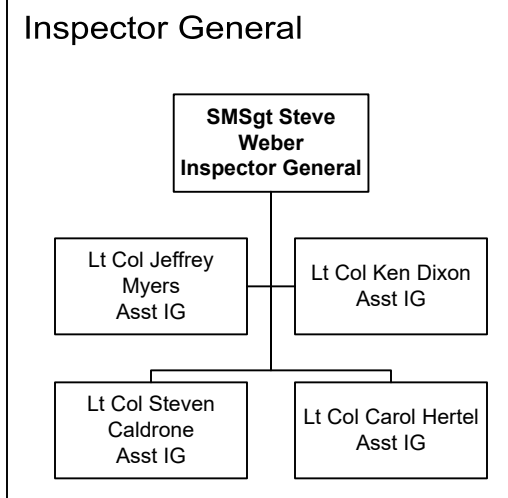 Inspector General
SMSgt Steve
Weber
Inspector General
Lt Col Jeffrey
Myers
Asst IG
Lt Col Ken Dixon
Asst IG
Lt Col Steven
Caldrone
Asst IG
Lt Col Carol Hertel
Asst IG